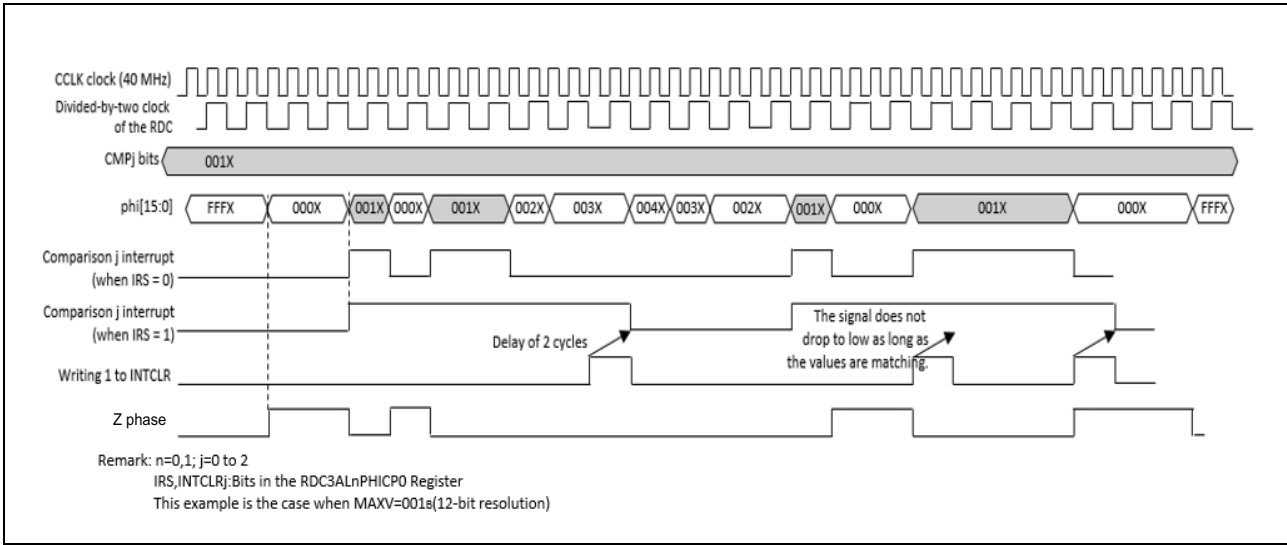 CCLK clock (40 MHz)
Divided-by-two clock
of the RDC
CMPj bits
001X
phi[15:0]
FFFX 000X 001X 000X 001X 002X 003X 004X 003X 002X 001X 000X 001X 000X FFFX
Comparison j interrupt
(when IRS = 0)
Comparison j interrupt
(when IRS = 1)
Delay of 2 cycles
The signal does not
drop to low as long as
the values are matching.
Writing 1 to INTCLR
Z phase
Remark: n=0,1; j=0 to 2
IRS,INTCLRj:Bits in the RDC3ALnPHICP0 Register
This example is the case when MAXV=001B(12-bit resolution)